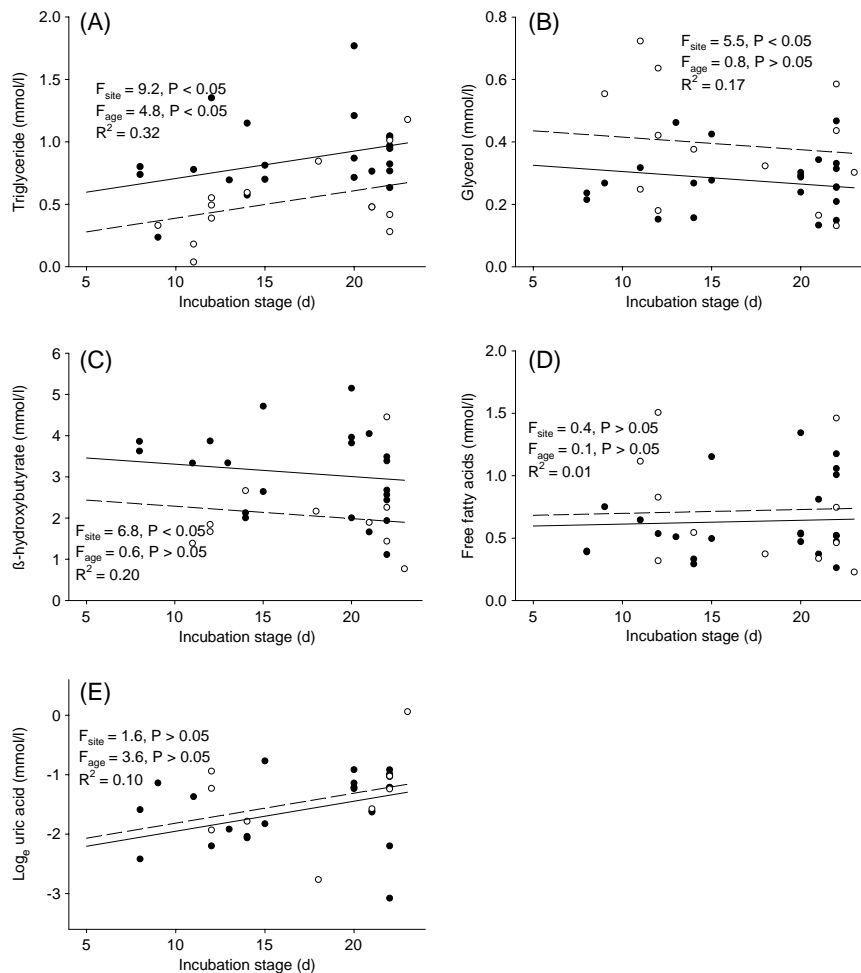 (A)
2.0
1.5
1.0
0.5
0.0
Triglyceride (mmol/l)
F_site = 9.2, P < 0.05
F_age = 4.8, P < 0.05
R² = 0.32
5 10 15 20
Incubation stage (d)
(B)
0.8
0.6
0.4
0.2
0.0
Glycerol (mmol/l)
F_site = 5.5, P < 0.05
F_age = 0.8, P > 0.05
R² = 0.17
5 10 15 20
Incubation stage (d)
(C)
6
5
4
3
2
1
0
ß-hydroxybutyrate (mmol/l)
F_site = 6.8, P < 0.05
F_age = 0.6, P > 0.05
R² = 0.20
5 10 15 20
Incubation stage (d)
(D)
2.0
1.5
1.0
0.5
0.0
Free fatty acids (mmol/l)
F_site = 0.4, P > 0.05
F_age = 0.1, P > 0.05
R² = 0.01
5 10 15 20
Incubation stage (d)
(E)
0
-1
-2
-3
Log_e uric acid (mmol/l)
F_site = 1.6, P > 0.05
F_age = 3.6, P > 0.05
R² = 0.10
5 10 15 20
Incubation stage (d)